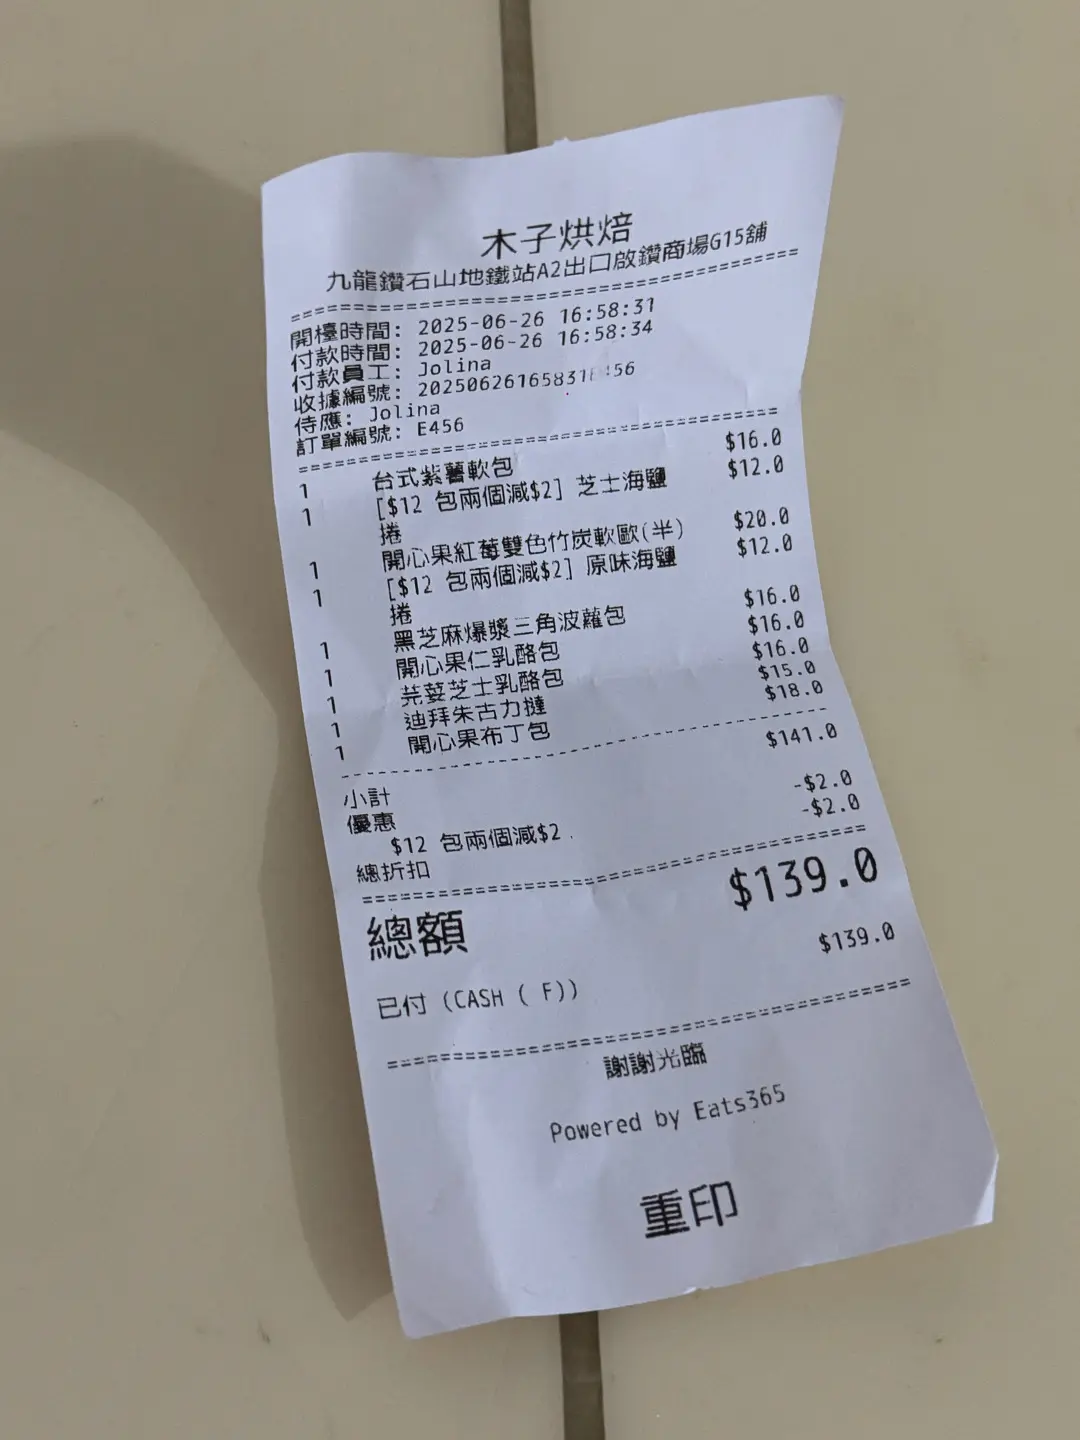 木子烘焙
九龍鑽石山地鐵站A2出口啟鑽商場G15舖
開檯時間: 2025-06-26 16:58:31
付款時間: 2025-06-26 16:58:34
付款員工: Jolina
收據編號:
侍應: Jolina
訂單編號: E456
1 台式紫薯軟包 $16.0
1 [$12 包兩個減$2] 芝士海鹽 $12.0
捲
1 開心果紅莓雙色竹炭軟歐(半) $20.0
1 [$12 包兩個減$2] 原味海鹽 $12.0
捲
1 黑芝麻爆漿三角波蘿包 $16.0
1 開心果仁乳酪包 $16.0
1 芫荽芝士乳酪包 $16.0
1 迪拜朱古力撻 $15.0
1 開心果布丁包 $18.0
小計 $141.0
優惠
$12 包兩個減$2 -$2.0
總折扣 -$2.0
總額 $139.0
已付 (CASH ( F)) $139.0
謝謝光臨
Powered by Eats365
重印